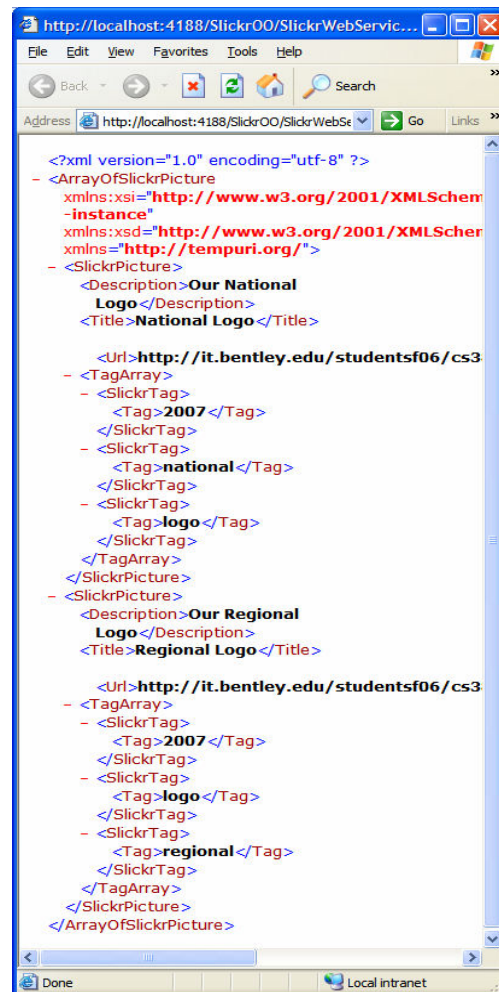 http://localhost:4188/SlickrOO/SlickrWebServic...
File Edit View Favorites Tools Help
Back Search »
Address http://localhost:4188/SlickrOO/SlickrWebSe Go Links »
<?xml version="1.0" encoding="utf-8" ?>
- <ArrayOfSlickrPicture
xmlns:xsi="http://www.w3.org/2001/XMLSchem
-instance"
xmlns:xsd="http://www.w3.org/2001/XMLSchem
xmlns="http://tempuri.org/">
- <SlickrPicture>
<Description>Our National
Logo</Description>
<Title>National Logo</Title>
<Url>http://it.bentley.edu/studentsf06/cs3
- <TagArray>
- <SlickrTag>
<Tag>2007</Tag>
</SlickrTag>
- <SlickrTag>
<Tag>national</Tag>
</SlickrTag>
- <SlickrTag>
<Tag>logo</Tag>
</SlickrTag>
</TagArray>
</SlickrPicture>
- <SlickrPicture>
<Description>Our Regional
Logo</Description>
<Title>Regional Logo</Title>
<Url>http://it.bentley.edu/studentsf06/cs3
- <TagArray>
- <SlickrTag>
<Tag>2007</Tag>
</SlickrTag>
- <SlickrTag>
<Tag>logo</Tag>
</SlickrTag>
- <SlickrTag>
<Tag>regional</Tag>
</SlickrTag>
</TagArray>
</SlickrPicture>
</ArrayOfSlickrPicture>
Done Local intranet